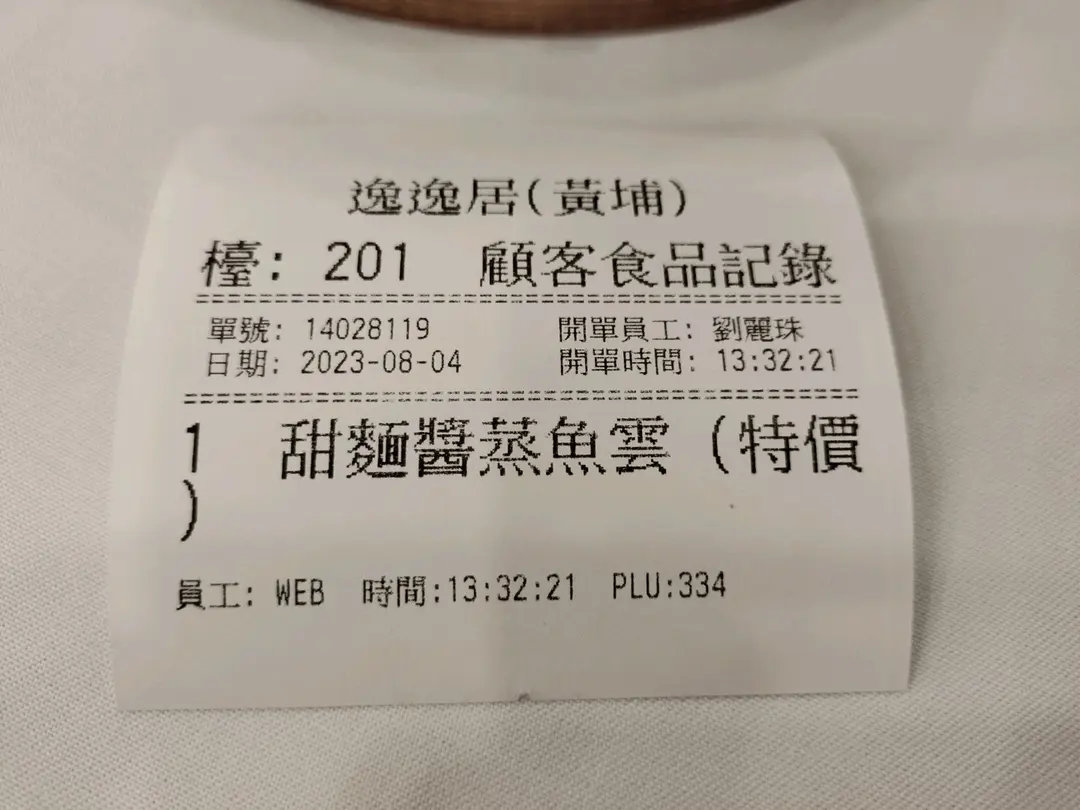 逸逸居(黃埔)
檯: 201 顧客食品記錄
單號: 14028119 開單員工: 劉麗珠
日期: 2023-08-04 開單時間: 13:32:21
1 甜麵醬蒸魚雲 (特價
)
員工: WEB 時間:13:32:21 PLU:334